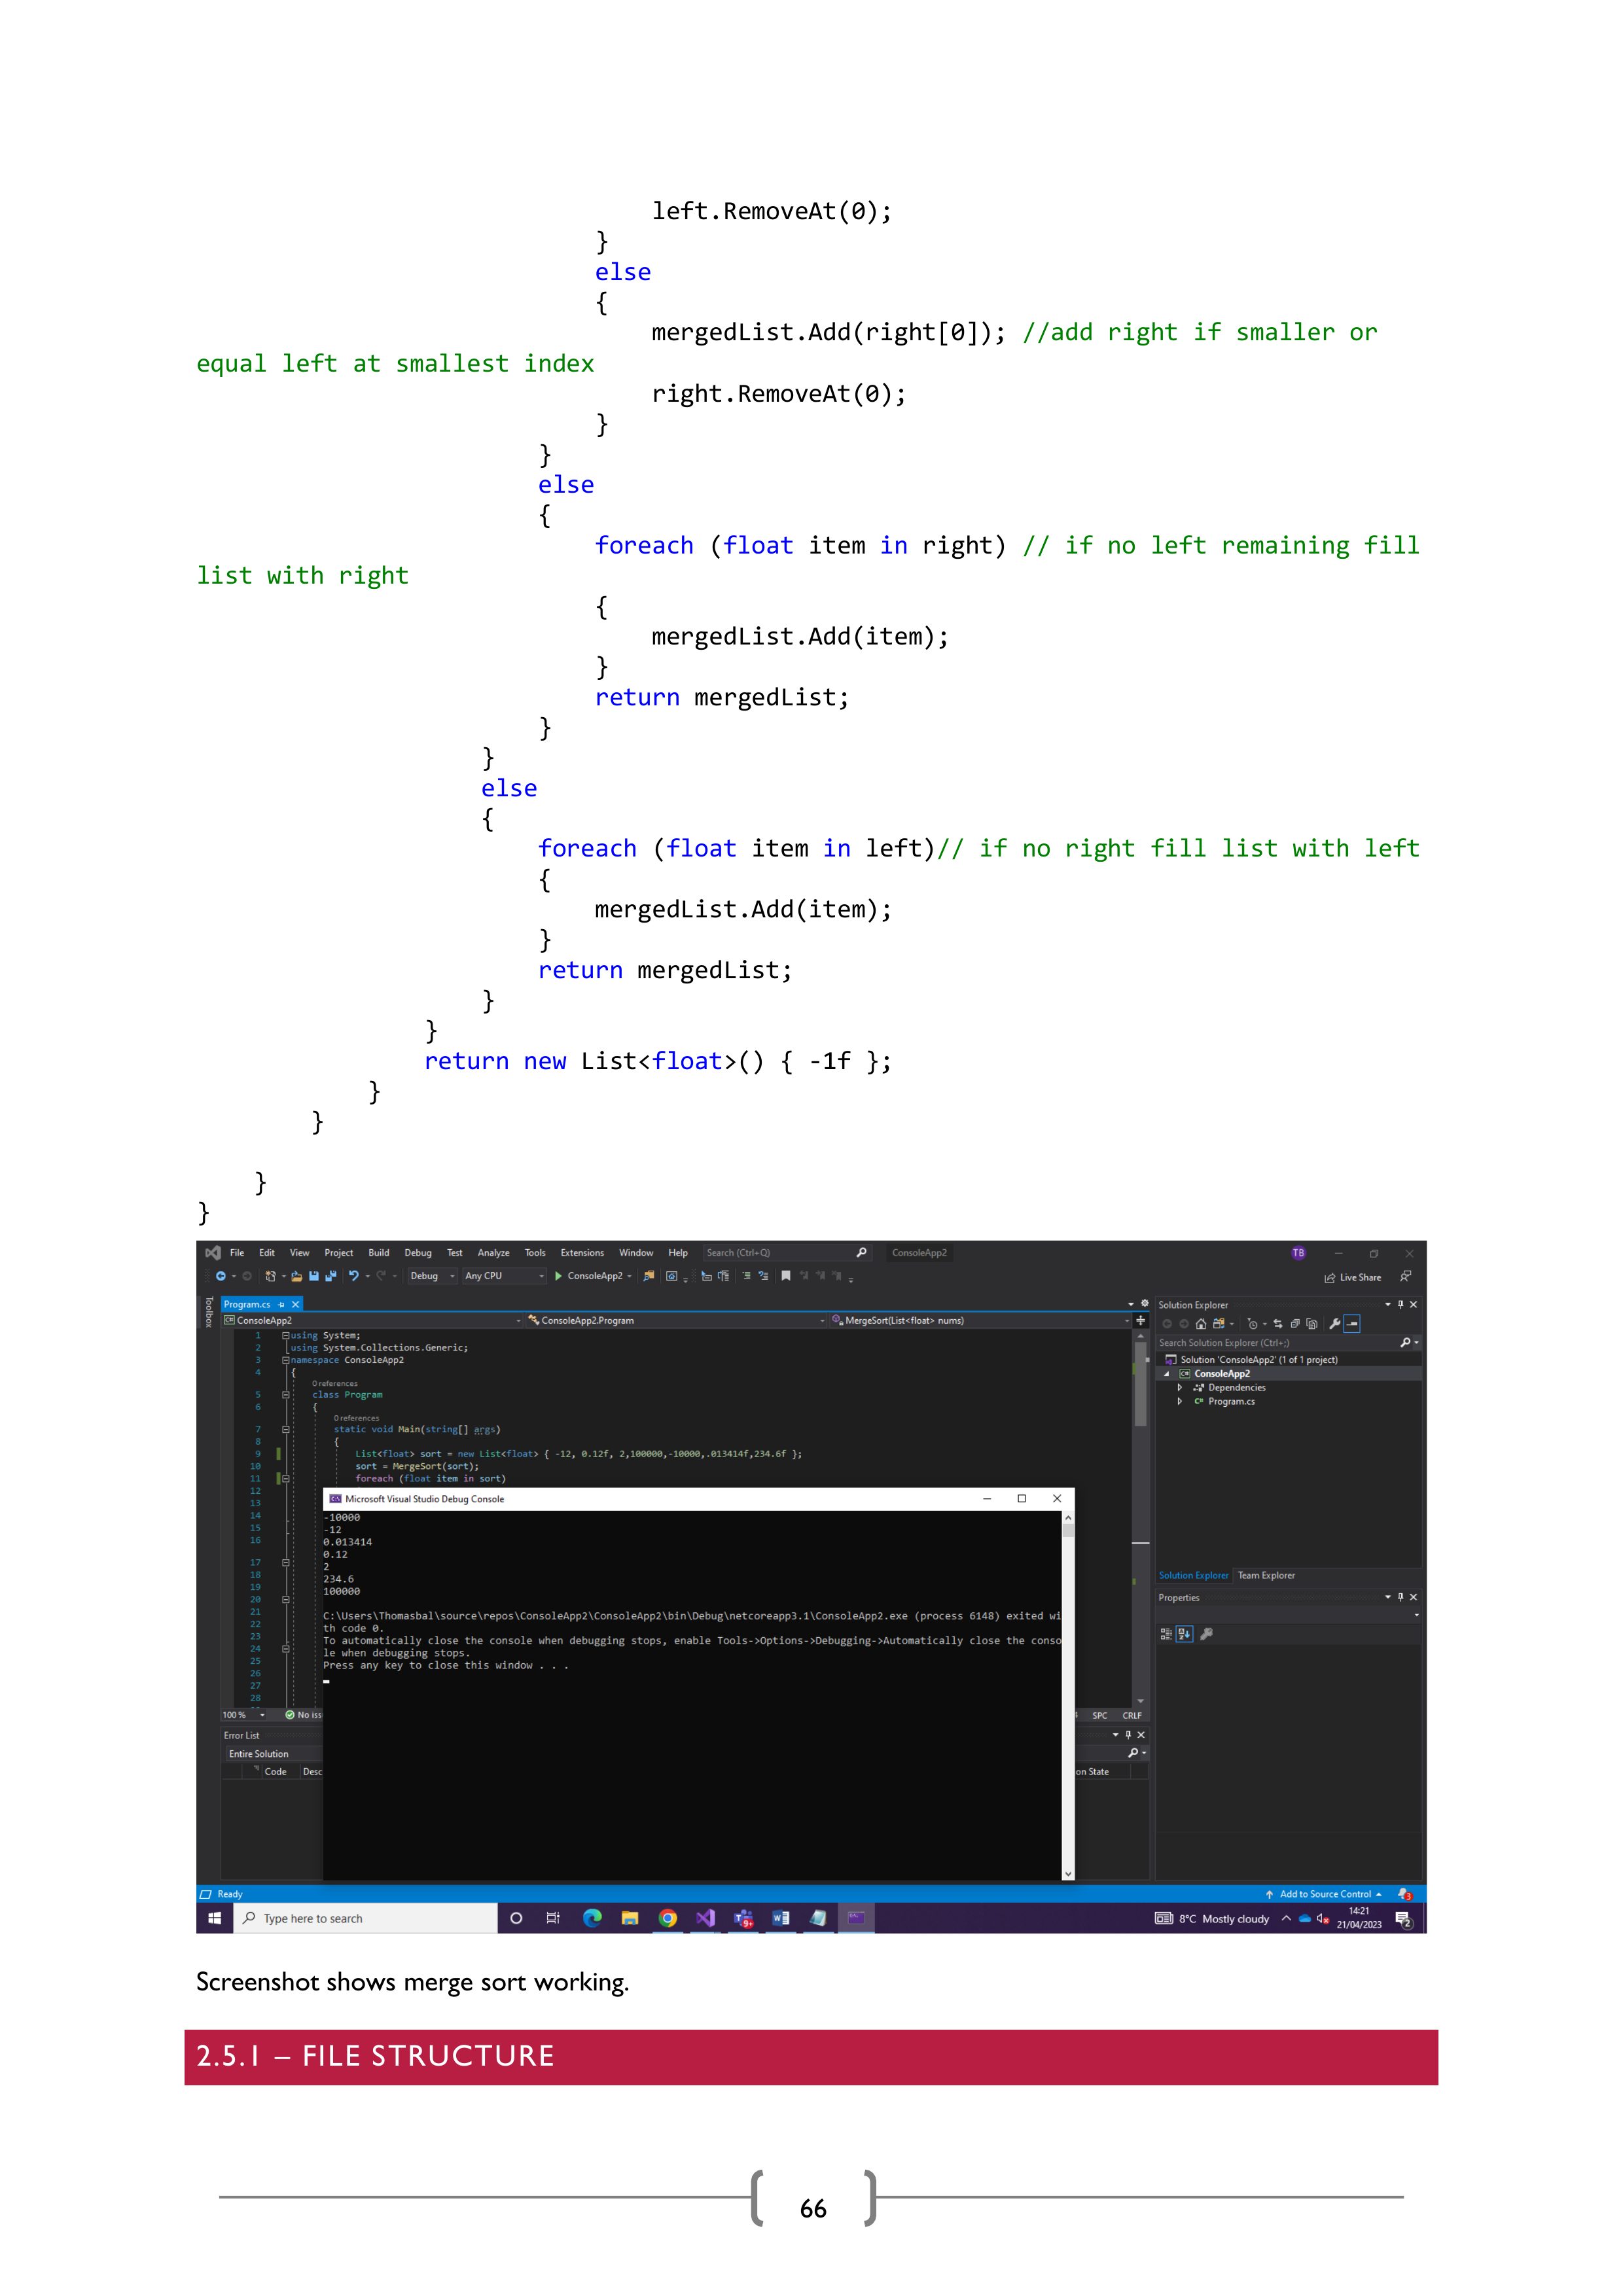 left.RemoveAt(0);
}
else
{
mergedList.Add(right[0]); //add right if smaller or
equal left at smallest index
right.RemoveAt(0);
}
}
else
{
foreach (float item in right) // if no left remaining fill
list with right
{
mergedList.Add(item);
}
return mergedList;
}
}
else
{
foreach (float item in left)// if no right fill list with left
{
mergedList.Add(item);
}
return mergedList;
}
}
return new List<float>() { -1f };
}
}
}
}
File Edit View Project Build Debug Test Analyze Tools Extensions Window Help Search (Ctrl+Q) ConsoleApp2 TB
Debug Any CPU ConsoleApp2 Live Share
Toolbox
Program.cs
ConsoleApp2 ConsoleApp2.Program MergeSort(List<float> nums)
1 using System;
2 using System.Collections.Generic;
3 namespace ConsoleApp2
4 {
0 references
5 class Program
6 {
0 references
7 static void Main(string[] args)
8 {
9 List<float> sort = new List<float> { -12, 0.12f, 2,100000,-10000,.013414f,234.6f };
10 sort = MergeSort(sort);
11 foreach (float item in sort)
12
13
14
15
16
17
18
19
20
21
22
23
24
25
26
27
28
Microsoft Visual Studio Debug Console
-10000
-12
0.013414
0.12
2
234.6
100000
C:\Users\Thomasbal\source\repos\ConsoleApp2\ConsoleApp2\bin\Debug\netcoreapp3.1\ConsoleApp2.exe (process 6148) exited wi
th code 0.
To automatically close the console when debugging stops, enable Tools->Options->Debugging->Automatically close the conso
le when debugging stops.
Press any key to close this window . . .
100 % No iss SPC CRLF
Error List
Entire Solution
Code Desc on State
Solution Explorer
Search Solution Explorer (Ctrl+;)
Solution 'ConsoleApp2' (1 of 1 project)
ConsoleApp2
Dependencies
Program.cs
Solution Explorer Team Explorer
Properties
Ready Add to Source Control 3
Type here to search 9+ 8°C Mostly cloudy 14:21
21/04/2023 2
Screenshot shows merge sort working.
2.5.1 – FILE STRUCTURE
66